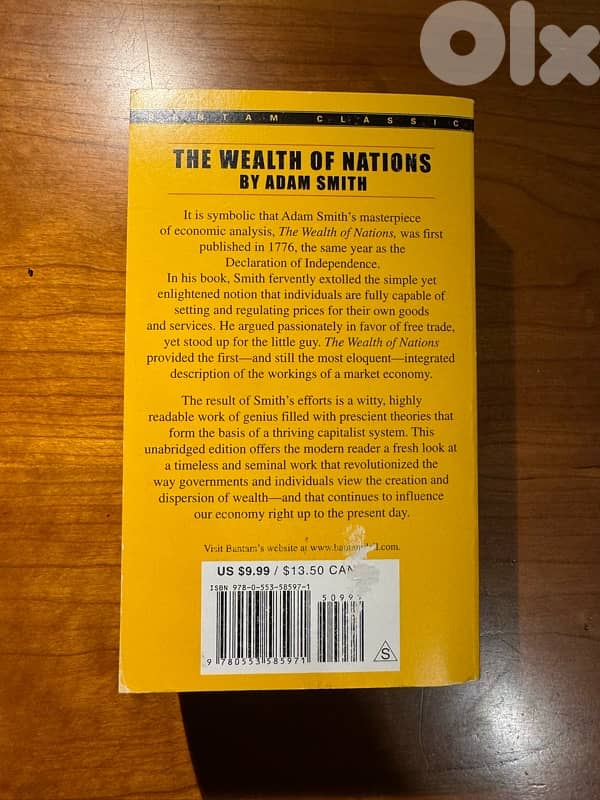 Olx
BANTAM CLASSIC
THE WEALTH OF NATIONS
BY ADAM SMITH
It is symbolic that Adam Smith's masterpiece
of economic analysis, The Wealth of Nations, was first
published in 1776, the same year as the
Declaration of Independence.
In his book, Smith fervently extolled the simple yet
enlightened notion that individuals are fully capable of
setting and regulating prices for their own goods
and services. He argued passionately in favor of free trade,
yet stood up for the little guy. The Wealth of Nations
provided the first—and still the most eloquent—integrated
description of the workings of a market economy.
The result of Smith's efforts is a witty, highly
readable work of genius filled with prescient theories that
form the basis of a thriving capitalist system. This
unabridged edition offers the modern reader a fresh look at
a timeless and seminal work that revolutionized the
way governments and individuals view the creation and
dispersion of wealth—and that continues to influence
our economy right up to the present day.
Visit Bantam's website at
US $9.99 / $13.50 CAN
ISBN 978-0-553-58597-1
5099
9 780553 585971
S